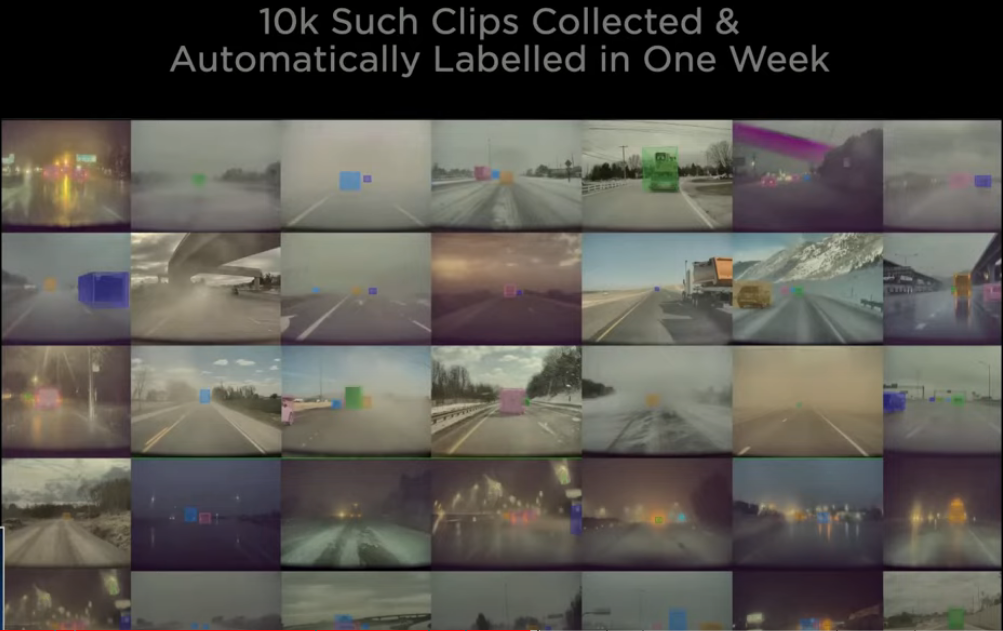 10k Such Clips Collected &
Automatically Labelled in One Week